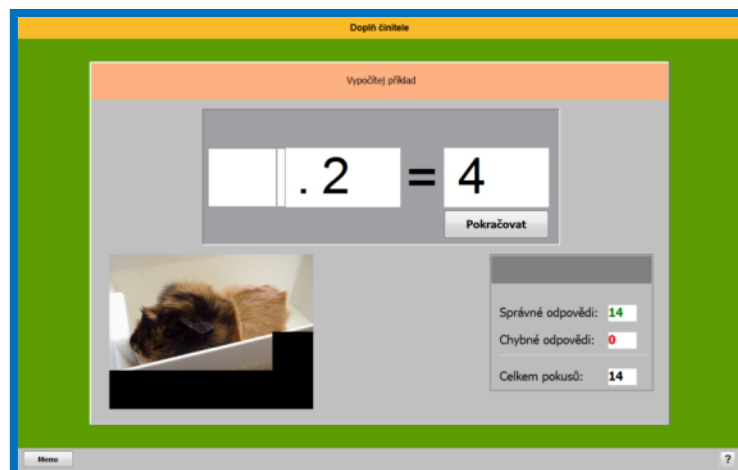 Doplň činitele
Vypočítej příklad
. 2 = 4
Pokračovat
Správné odpovědi: 14
Chybné odpovědi: 0
Celkem pokusů: 14
Menu ?